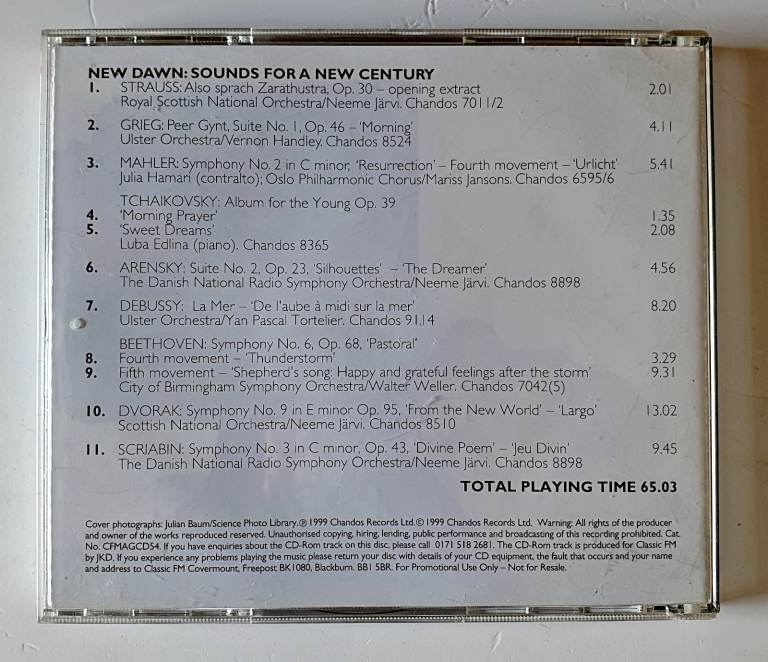 NEW DAWN: SOUNDS FOR A NEW CENTURY
1. STRAUSS: Also sprach Zarathustra, Op. 30 – opening extract 2.01
Royal Scottish National Orchestra/Neeme Järvi. Chandos 7011/2
2. GRIEG: Peer Gynt, Suite No. 1, Op. 46 – 'Morning' 4.11
Ulster Orchestra/Vernon Handley. Chandos 8524
3. MAHLER: Symphony No. 2 in C minor, 'Resurrection' – Fourth movement – 'Urlicht' 5.41
Julia Hamari (contralto); Oslo Philharmonic Chorus/Mariss Jansons. Chandos 6595/6
TCHAIKOVSKY: Album for the Young Op. 39
4. 'Morning Prayer' 1.35
5. 'Sweet Dreams' 2.08
Luba Edlina (piano). Chandos 8365
6. ARENSKY: Suite No. 2, Op. 23, 'Silhouettes' – 'The Dreamer' 4.56
The Danish National Radio Symphony Orchestra/Neeme Järvi. Chandos 8898
7. DEBUSSY: La Mer – 'De l'aube à midi sur la mer' 8.20
Ulster Orchestra/Yan Pascal Tortelier. Chandos 9114
BEETHOVEN: Symphony No. 6, Op. 68, 'Pastoral'
8. Fourth movement – 'Thunderstorm' 3.29
9. Fifth movement – 'Shepherd's song: Happy and grateful feelings after the storm' 9.31
City of Birmingham Symphony Orchestra/Walter Weller. Chandos 7042(5)
10. DVORAK: Symphony No. 9 in E minor Op. 95, 'From the New World' – 'Largo' 13.02
Scottish National Orchestra/Neeme Järvi. Chandos 8510
11. SCRIABIN: Symphony No. 3 in C minor, Op. 43, 'Divine Poem' – 'Jeu Divin' 9.45
The Danish National Radio Symphony Orchestra/Neeme Järvi. Chandos 8898
TOTAL PLAYING TIME 65.03
Cover photographs: Julian Baum/Science Photo Library. ℗ 1999 Chandos Records Ltd. © 1999 Chandos Records Ltd. Warning: All rights of the producer
and owner of the works reproduced reserved. Unauthorised copying, hiring, lending, public performance and broadcasting of this recording prohibited. Cat.
No. CFMAGCD54. If you have enquiries about the CD-Rom track on this disc, please call 0171 518 2681. The CD-Rom track is produced for Classic FM
by JKD. If you experience any problems playing the music please return your disc with details of your CD equipment, the fault that occurs and your name
and address to Classic FM Covermount, Freepost BK1080, Blackburn. BB1 5BR. For Promotional Use Only – Not for Resale.